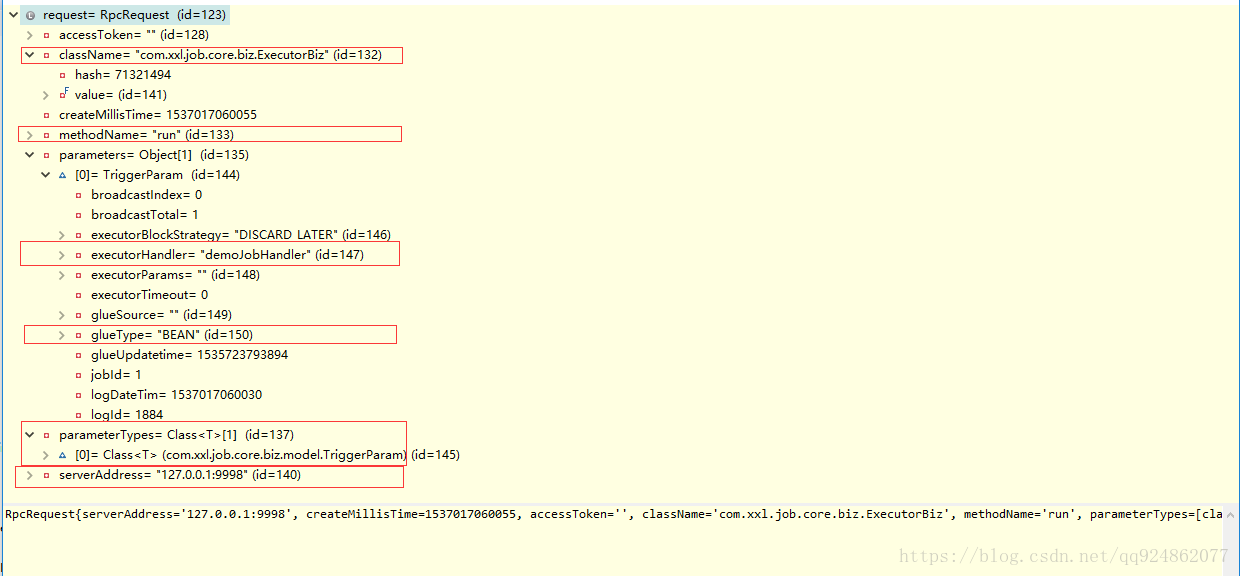 request= RpcRequest (id=123)
accessToken= "" (id=128)
className= "com.xxl.job.core.biz.ExecutorBiz" (id=132)
hash= 71321494
value= (id=141)
createMillisTime= 1537017060055
methodName= "run" (id=133)
parameters= Object[1] (id=135)
[0]= TriggerParam (id=144)
broadcastIndex= 0
broadcastTotal= 1
executorBlockStrategy= "DISCARD_LATER" (id=146)
executorHandler= "demoJobHandler" (id=147)
executorParams= "" (id=148)
executorTimeout= 0
glueSource= "" (id=149)
glueType= "BEAN" (id=150)
glueUpdatetime= 1535723793894
jobId= 1
logDateTim= 1537017060030
logId= 1884
parameterTypes= Class<T>[1] (id=137)
[0]= Class<T> (com.xxl.job.core.biz.model.TriggerParam) (id=145)
serverAddress= "127.0.0.1:9998" (id=140)
RpcRequest{serverAddress='127.0.0.1:9998', createMillisTime=1537017060055, accessToken='', className='com.xxl.job.core.biz.ExecutorBiz', methodName='run', parameterTypes=[cla
https://blog.csdn.net/qq924862077